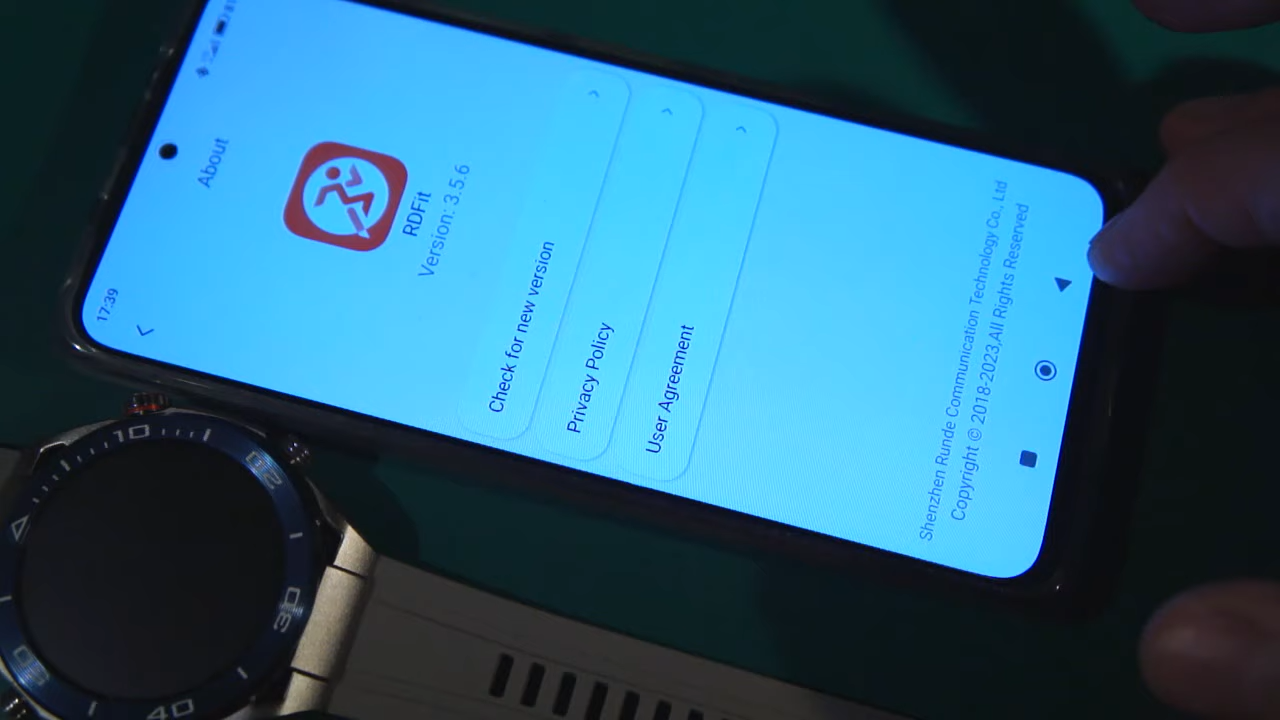 17:39
About
RDFit
Version: 3.5.6
Check for new version
Privacy Policy
User Agreement
Shenzhen Runde Communication Technology Co., Ltd
Copyright © 2018-2023,All Rights Reserved
10
20
30
40